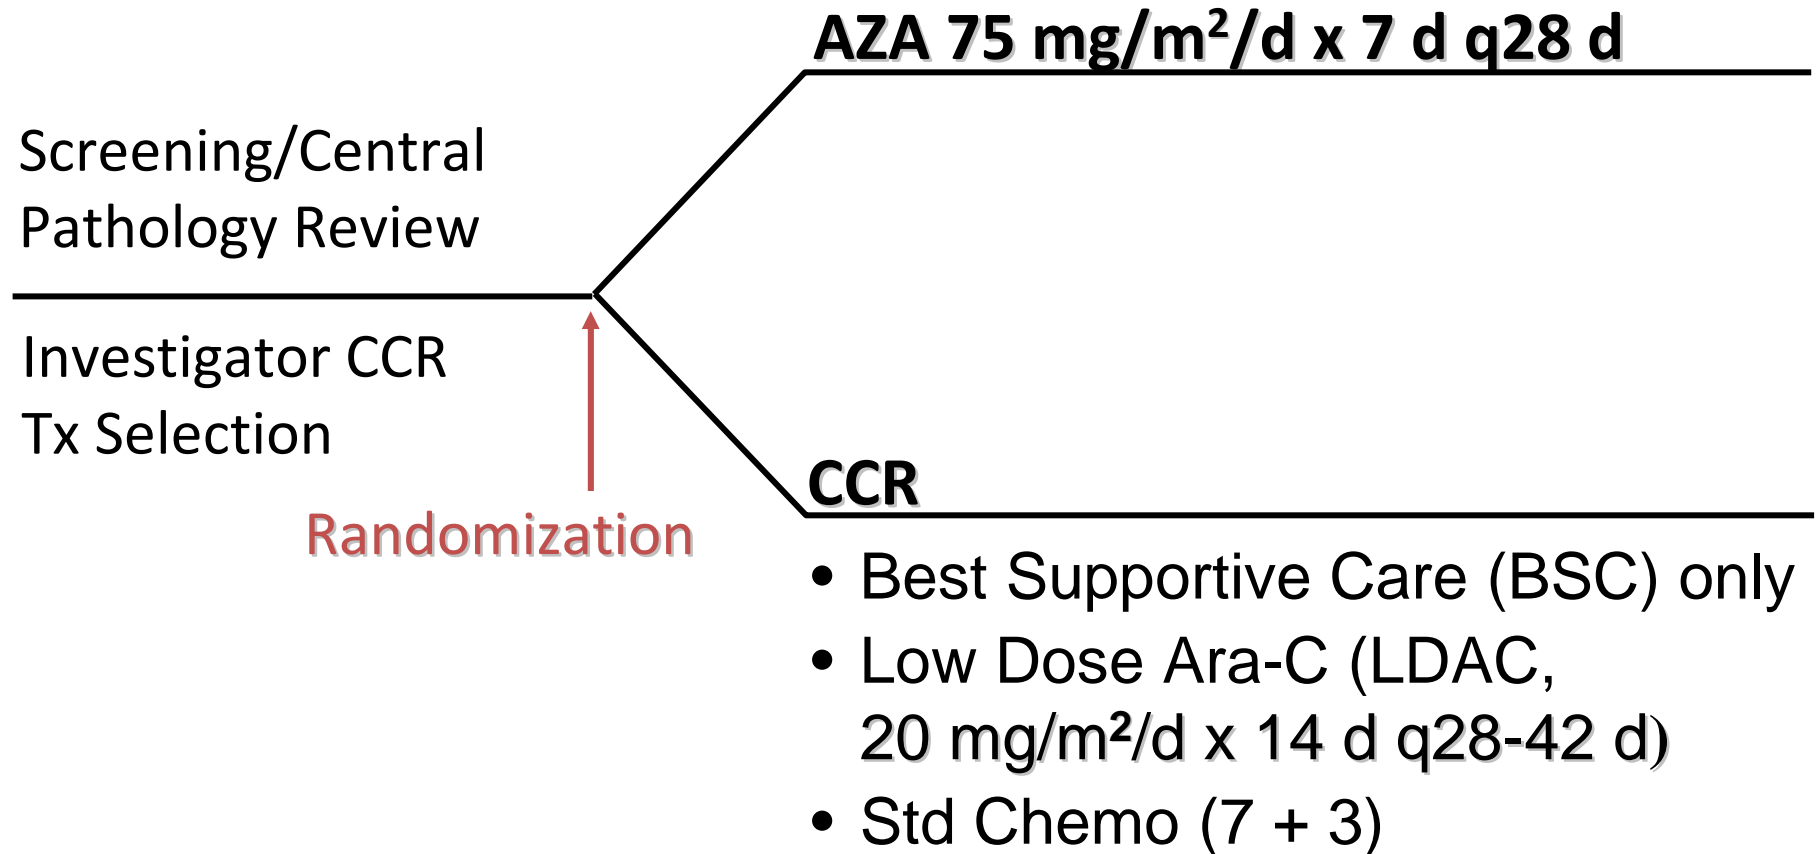 AZA 75 mg/m²/d x 7 d q28 d
Screening/Central
Pathology Review
Investigator CCR
Tx Selection
Randomization
CCR
• Best Supportive Care (BSC) only
• Low Dose Ara-C (LDAC,
20 mg/m²/d x 14 d q28-42 d)
• Std Chemo (7 + 3)